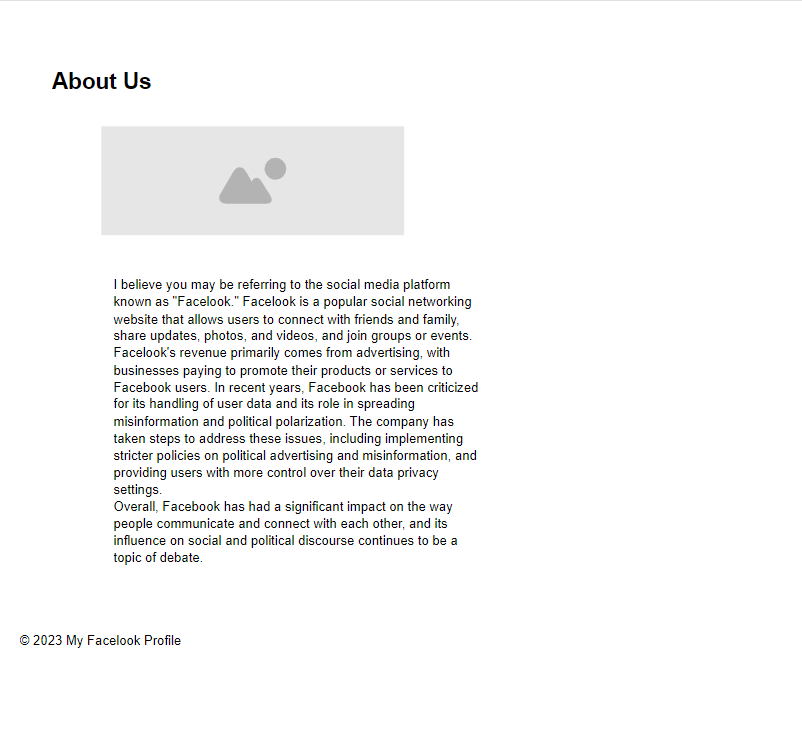 About Us
I believe you may be referring to the social media platform
known as "Facelook." Facelook is a popular social networking
website that allows users to connect with friends and family,
share updates, photos, and videos, and join groups or events.
Facelook's revenue primarily comes from advertising, with
businesses paying to promote their products or services to
Facebook users. In recent years, Facebook has been criticized
for its handling of user data and its role in spreading
misinformation and political polarization. The company has
taken steps to address these issues, including implementing
stricter policies on political advertising and misinformation, and
providing users with more control over their data privacy
settings.
Overall, Facebook has had a significant impact on the way
people communicate and connect with each other, and its
influence on social and political discourse continues to be a
topic of debate.
© 2023 My Facelook Profile